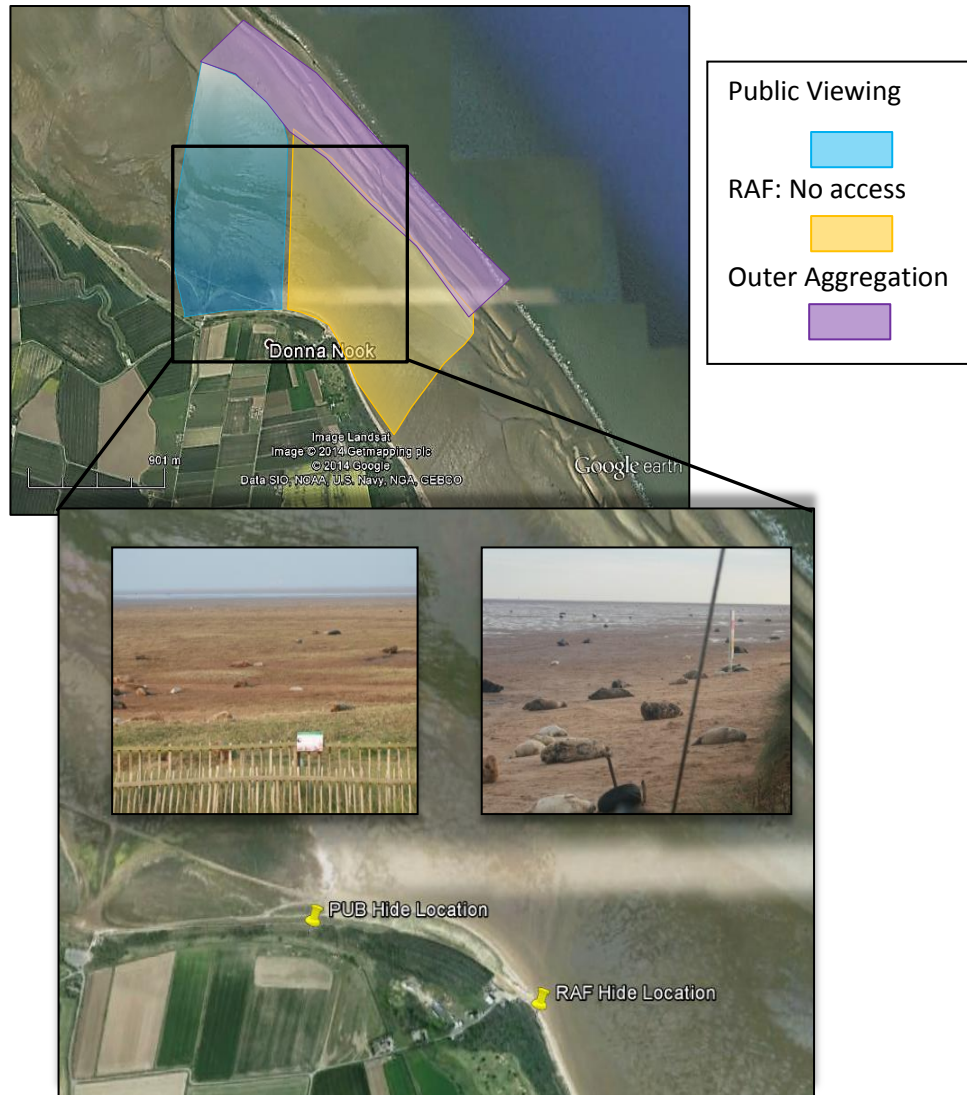 Public Viewing
RAF: No access
Outer Aggregation
Donna Nook
Image Landsat
Image © 2014 Getmapping plc
© 2014 Google
Data SIO, NOAA, U.S. Navy, NGA, GEBCO
901 m
Google earth
PUB Hide Location
RAF Hide Location